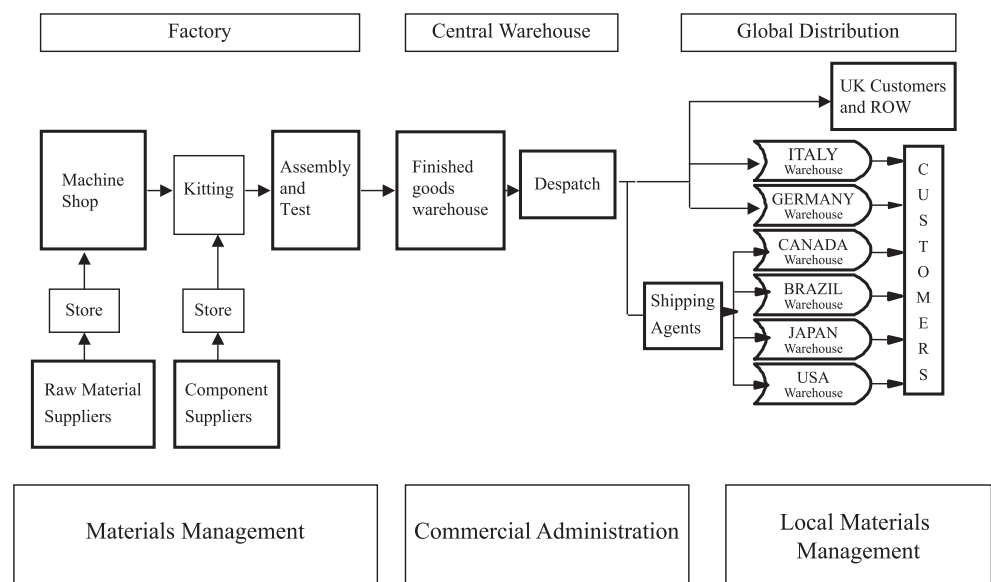 Factory
Central Warehouse
Global Distribution
UK Customers
and ROW
Machine
Shop
Kitting
Assembly
and
Test
Finished
goods
warehouse
Despatch
ITALY
Warehouse
GERMANY
Warehouse
CANADA
Warehouse
BRAZIL
Warehouse
JAPAN
Warehouse
USA
Warehouse
CUSTOMERS
Store
Store
Shipping
Agents
Raw Material
Suppliers
Component
Suppliers
Materials Management
Commercial Administration
Local Materials
Management